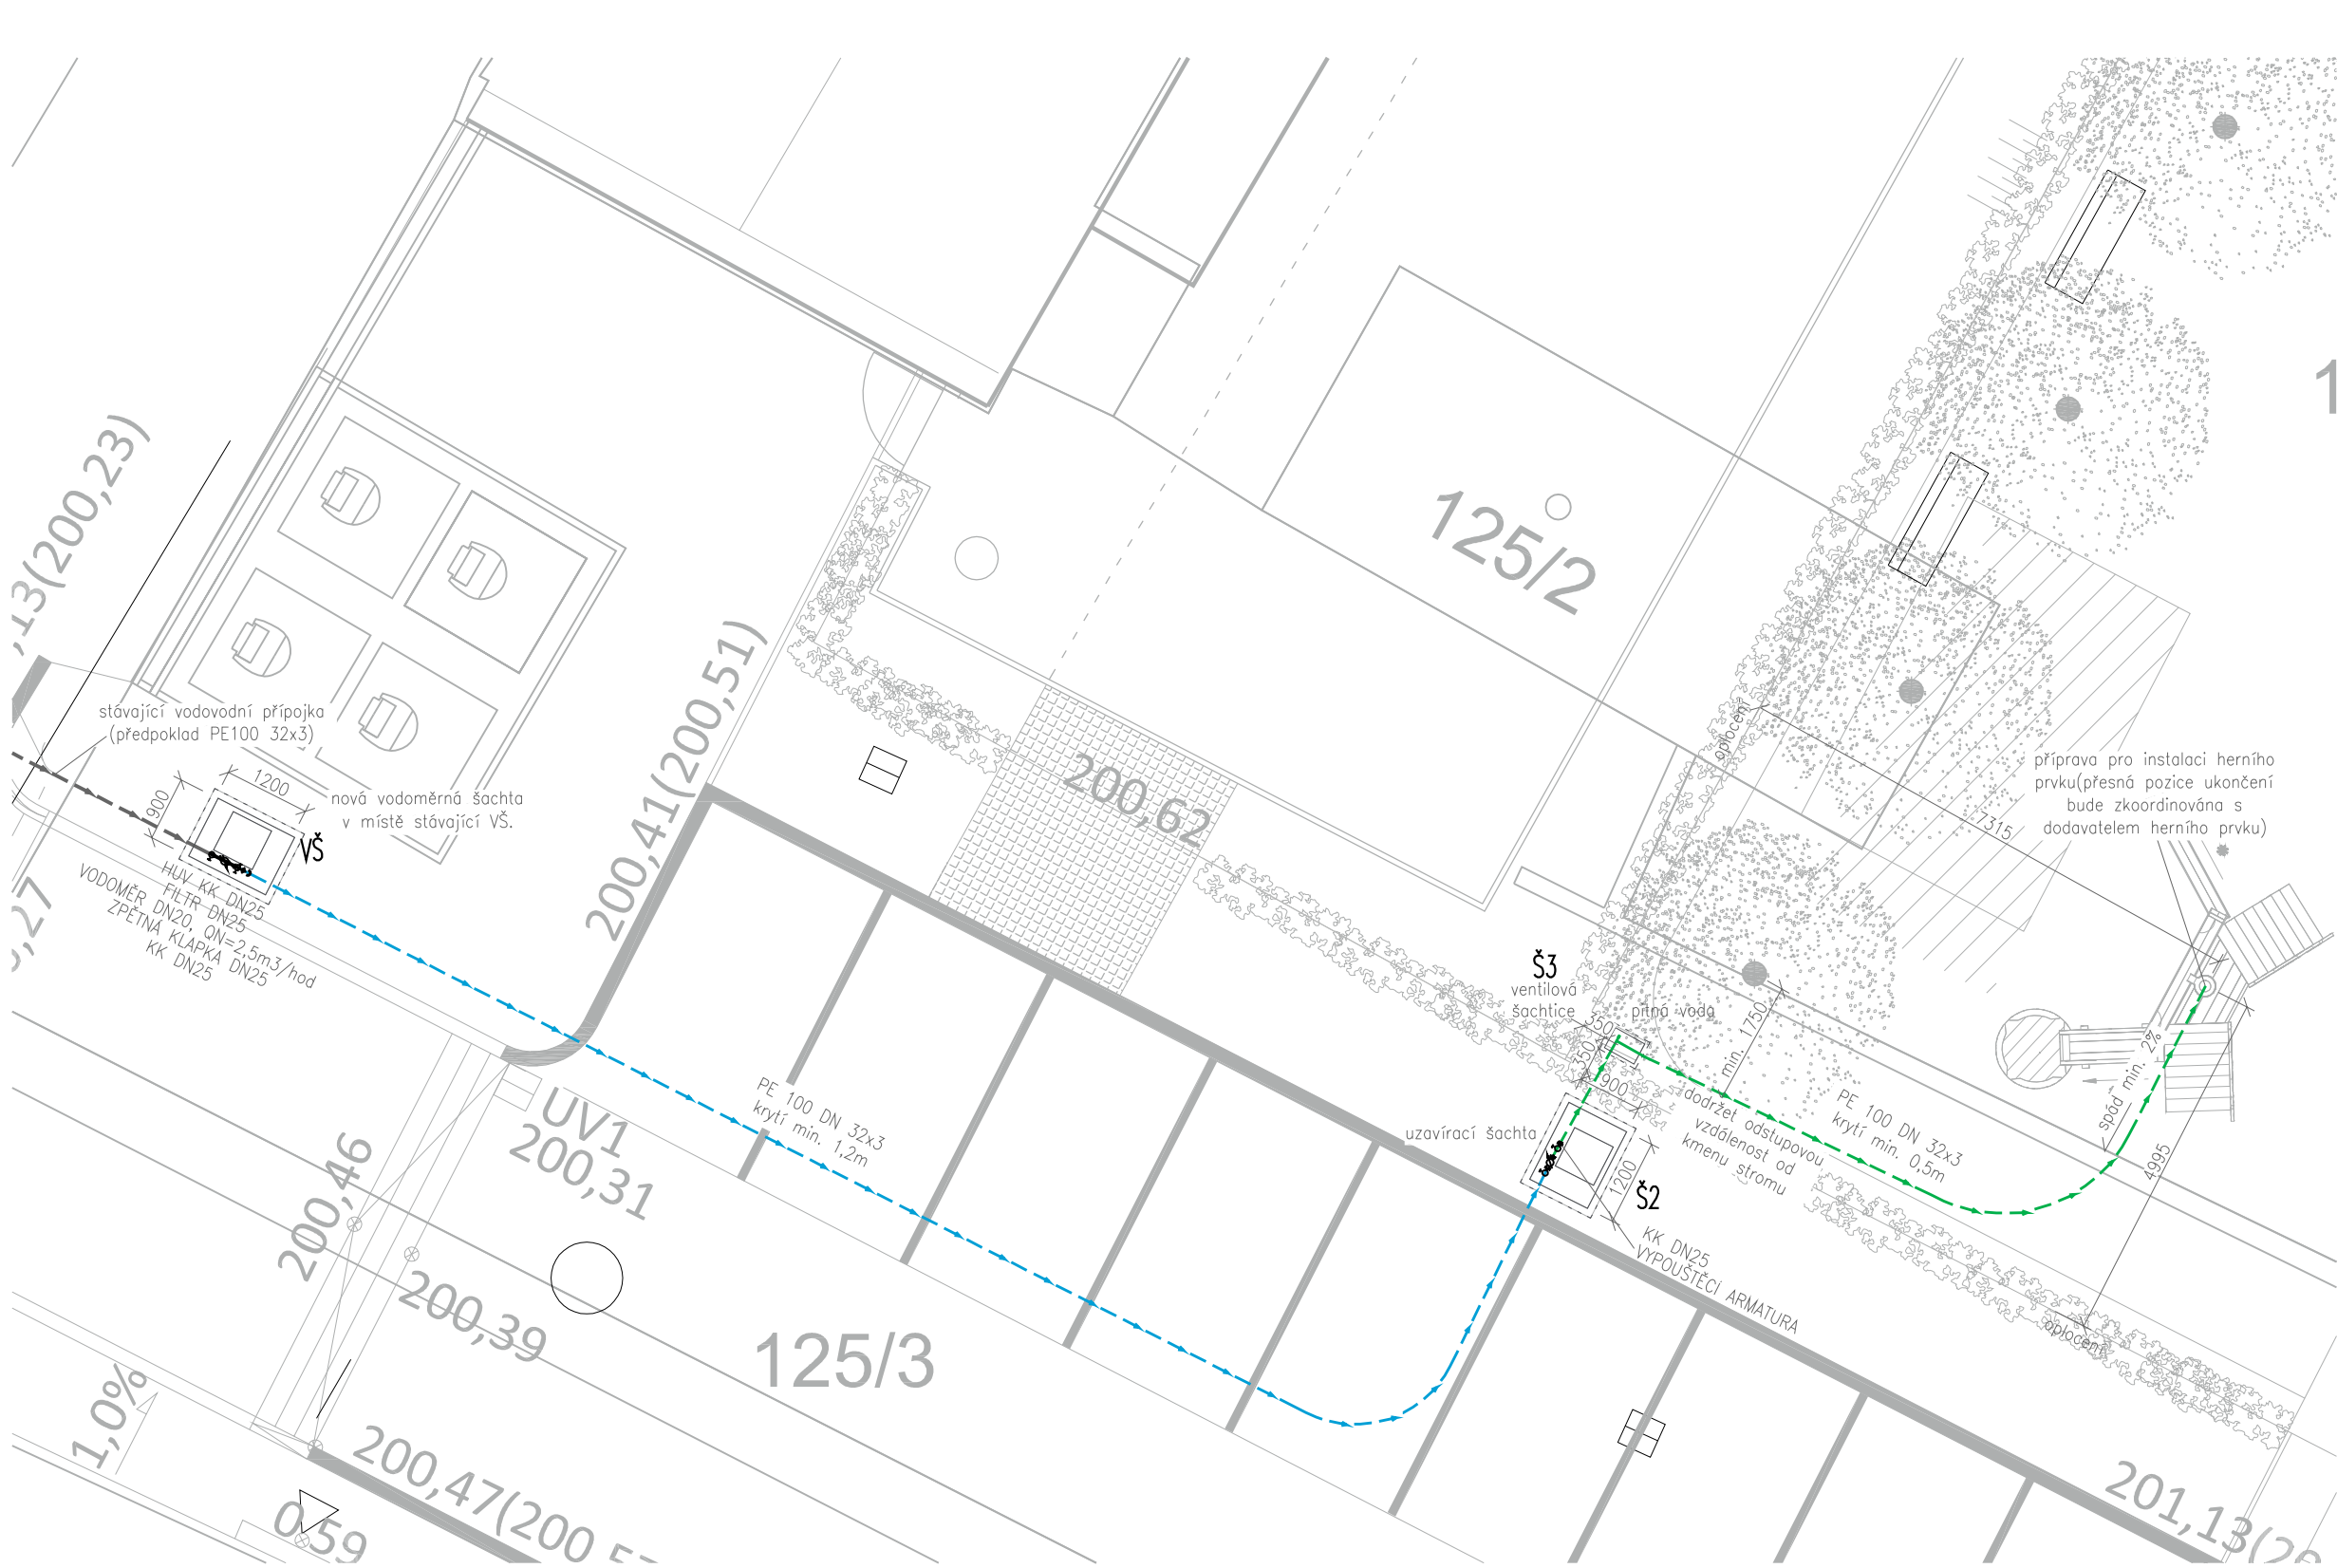 ,13(200,23)
stávající vodovodní přípojka
(předpoklad PE100 32x3)
1200
900
nová vodoměrná šachta
v místě stávající VŠ.
VŠ
HUV KK DN25
FILTR DN25
VODOMĚR DN20, QN=2,5m3/hod
ZPĚTNÁ KLAPKA DN25
KK DN25
,27
200,41(200,51)
200,62
125/2
1
oplocení
7315
příprava pro instalaci herního
prvku(přesná pozice ukončení
bude zkoordinována s
dodavatelem herního prvku)
Š3
ventilová
šachtice
pitná voda
350
350
900
min. 1750
uzavírací šachta
1200
Š2
dodržet odstupovou
vzdálenost od
kmenu stromu
PE 100 DN 32x3
krytí min. 0,5m
spád min. 2%
4995
oplocení
KK DN25
VYPOUŠTĚCÍ ARMATURA
PE 100 DN 32x3
krytí min. 1,2m
UV1
200,31
200,46
200,39
125/3
1,0%
200,47(200,5
0,59
201,13(20